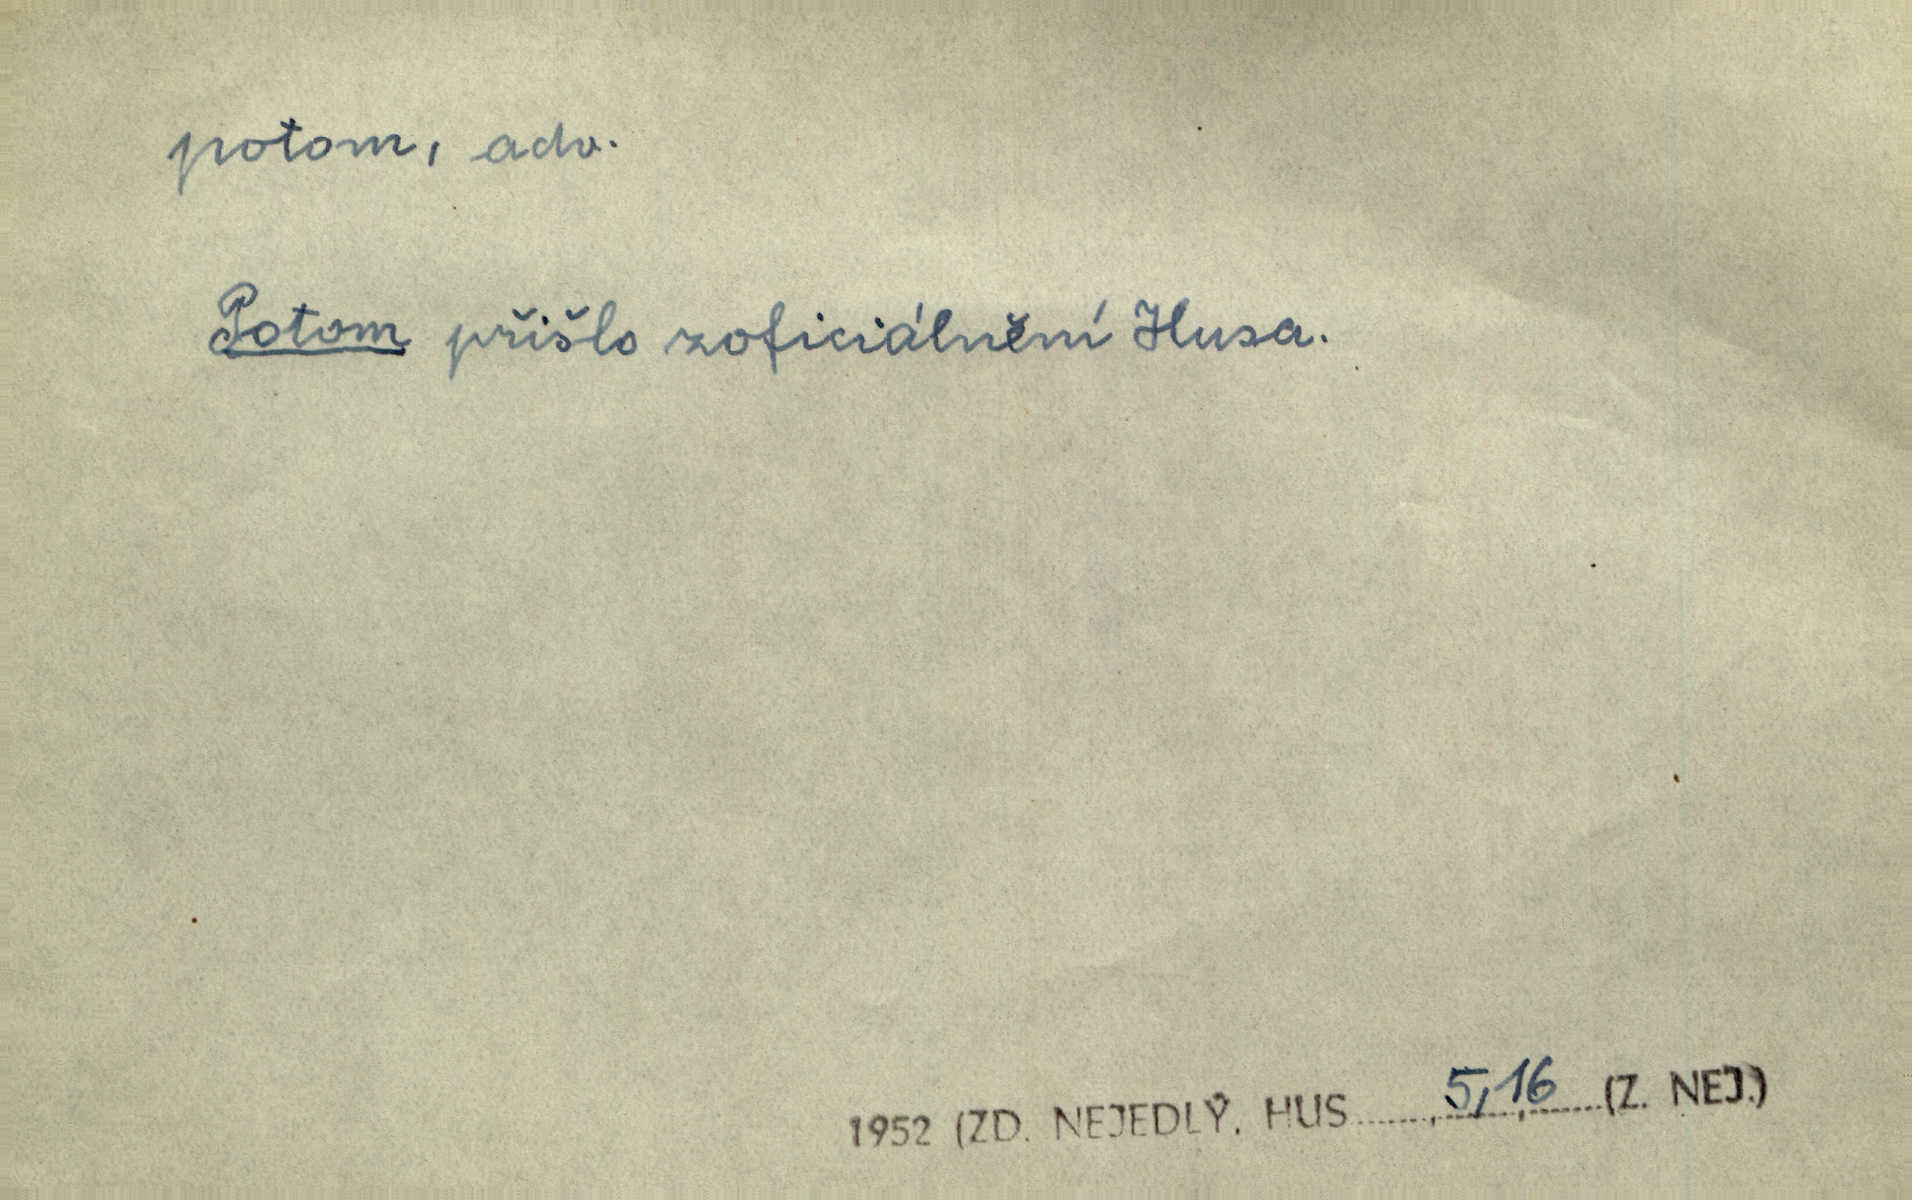 potom, adv.
Potom přišlo zoficiálnění Husa.
1952 (ZD. NEJEDLÝ, HUS......,5,16......(Z. NEJ.)